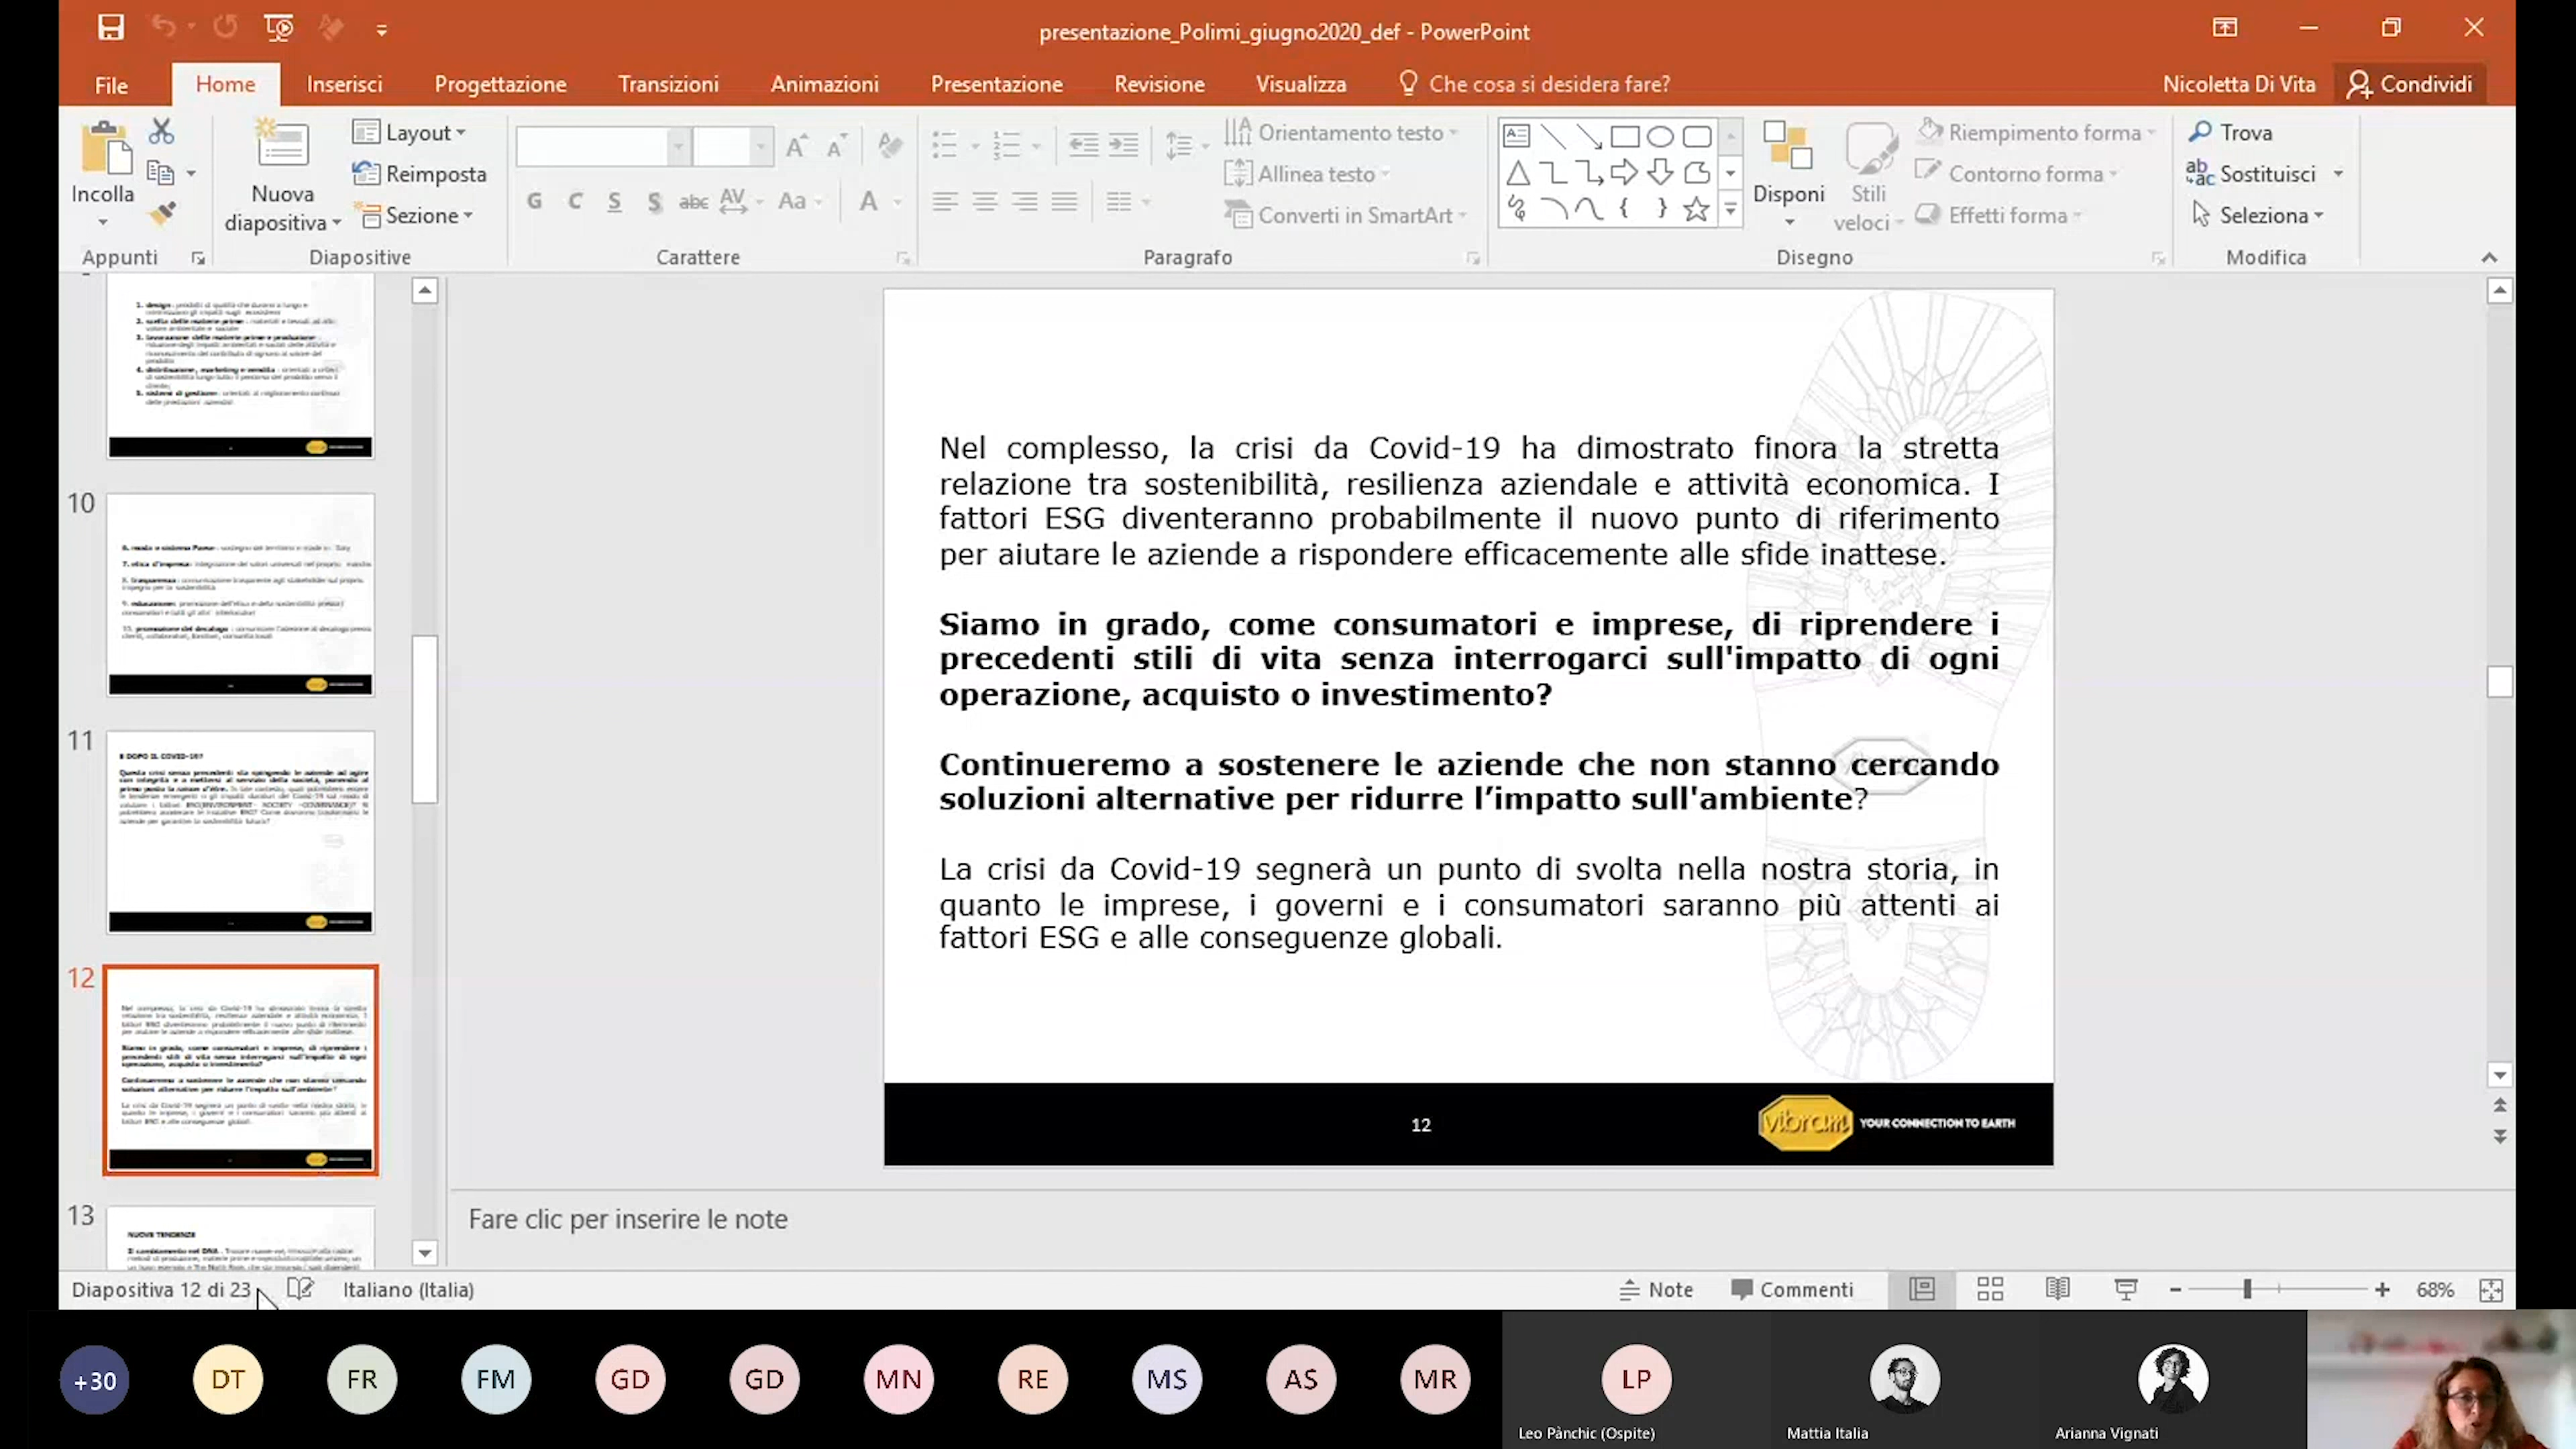 presentazione_Polimi_giugno2020_def - PowerPoint
File Home Inserisci Progettazione Transizioni Animazioni Presentazione Revisione Visualizza Che cosa si desidera fare? Nicoletta Di Vita Condividi
Incolla
Appunti
Nuova
diapositiva
Layout
Reimposta
Sezione
Diapositive
G C S S abc AV Aa A
Carattere
Orientamento testo
Allinea testo
Converti in SmartArt
Paragrafo
Disponi
Stili
veloci
Riempimento forma
Contorno forma
Effetti forma
Disegno
Trova
Sostituisci
Seleziona
Modifica
10
11
E DOPO IL COVID-19?
12
13
NUOVE TENDENZE
Nel complesso, la crisi da Covid-19 ha dimostrato finora la stretta
relazione tra sostenibilità, resilienza aziendale e attività economica. I
fattori ESG diventeranno probabilmente il nuovo punto di riferimento
per aiutare le aziende a rispondere efficacemente alle sfide inattese.
Siamo in grado, come consumatori e imprese, di riprendere i
precedenti stili di vita senza interrogarci sull'impatto di ogni
operazione, acquisto o investimento?
Continueremo a sostenere le aziende che non stanno cercando
soluzioni alternative per ridurre l’impatto sull'ambiente?
La crisi da Covid-19 segnerà un punto di svolta nella nostra storia, in
quanto le imprese, i governi e i consumatori saranno più attenti ai
fattori ESG e alle conseguenze globali.
12
vibram YOUR CONNECTION TO EARTH
Fare clic per inserire le note
Diapositiva 12 di 23 Italiano (Italia) Note Commenti 68%
+30 DT FR FM GD GD MN RE MS AS MR LP
Leo Pànchic (Ospite) Mattia Italia Arianna Vignati